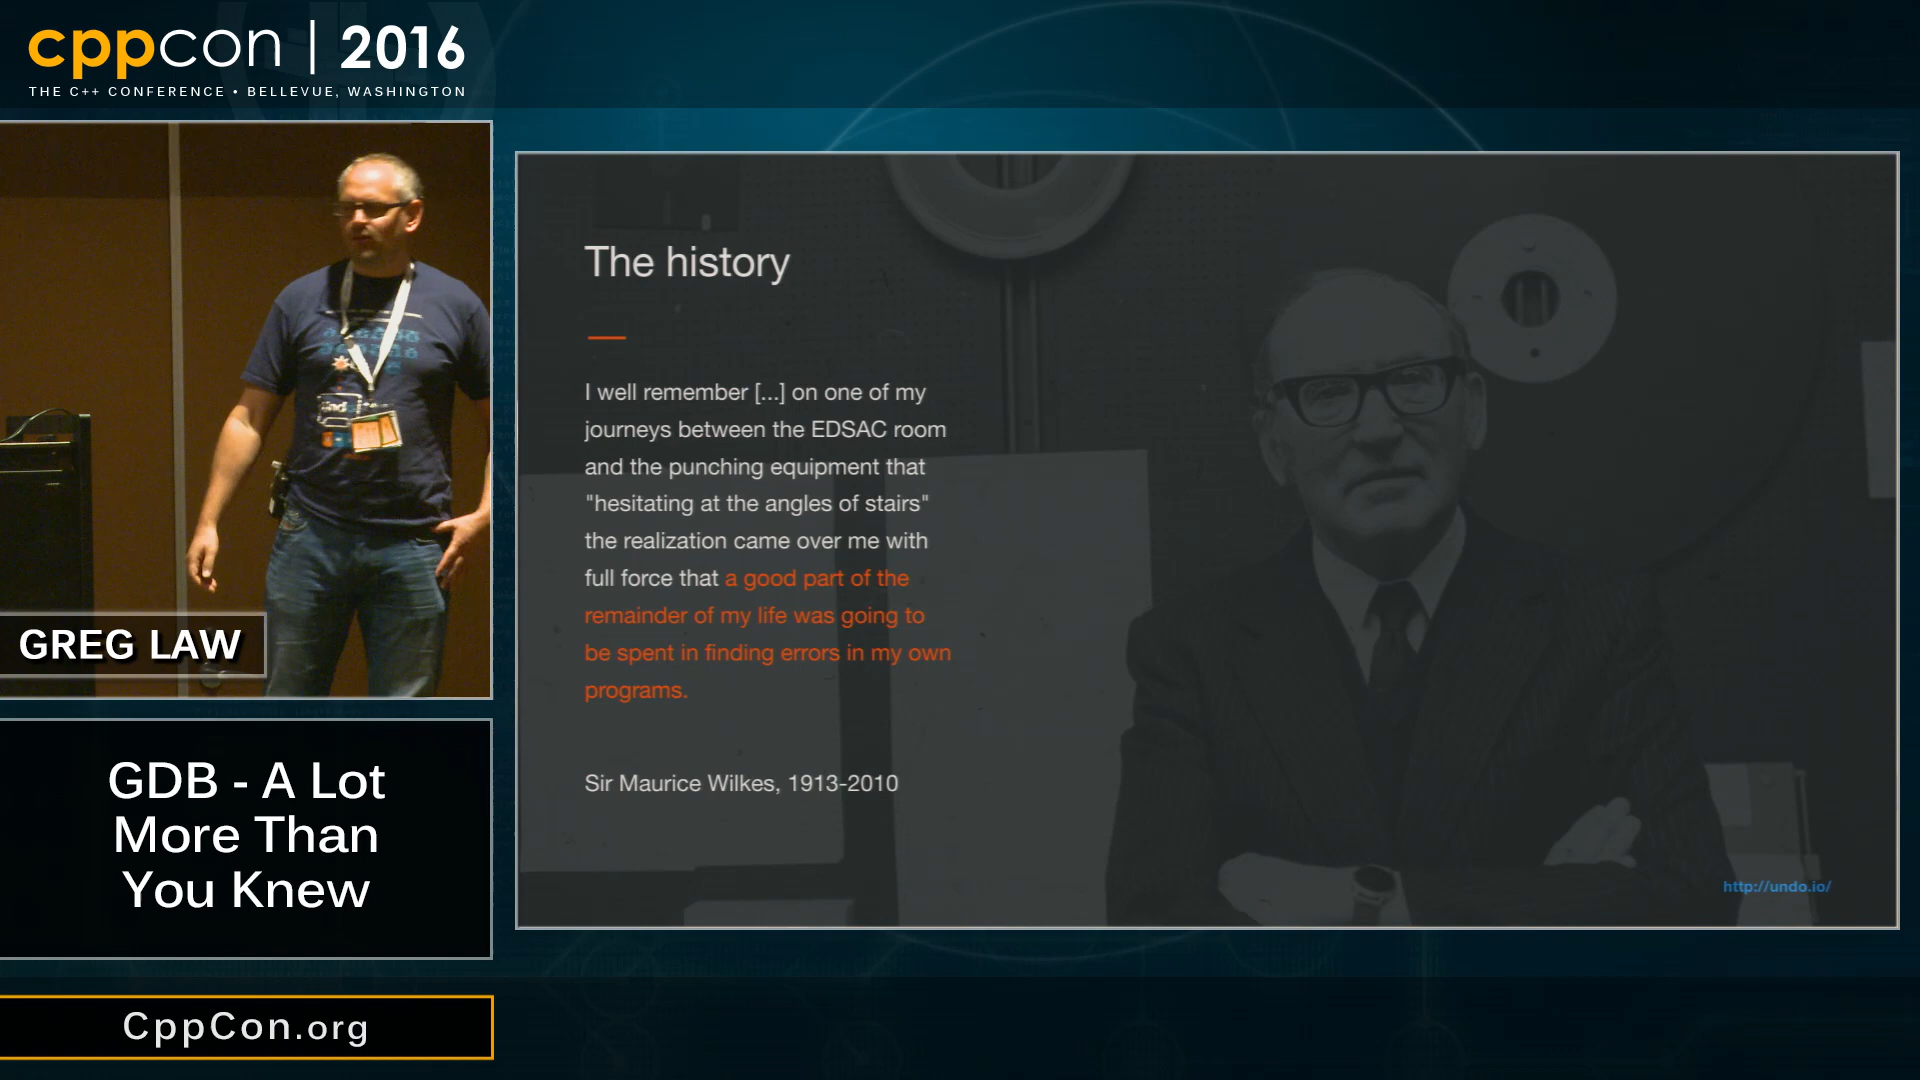 cppcon | 2016
THE C++ CONFERENCE • BELLEVUE, WASHINGTON
GREG LAW
GDB - A Lot
More Than
You Knew
CppCon.org
The history
I well remember [...] on one of my
journeys between the EDSAC room
and the punching equipment that
"hesitating at the angles of stairs"
the realization came over me with
full force that a good part of the
remainder of my life was going to
be spent in finding errors in my own
programs.
Sir Maurice Wilkes, 1913-2010
http://undo.io/